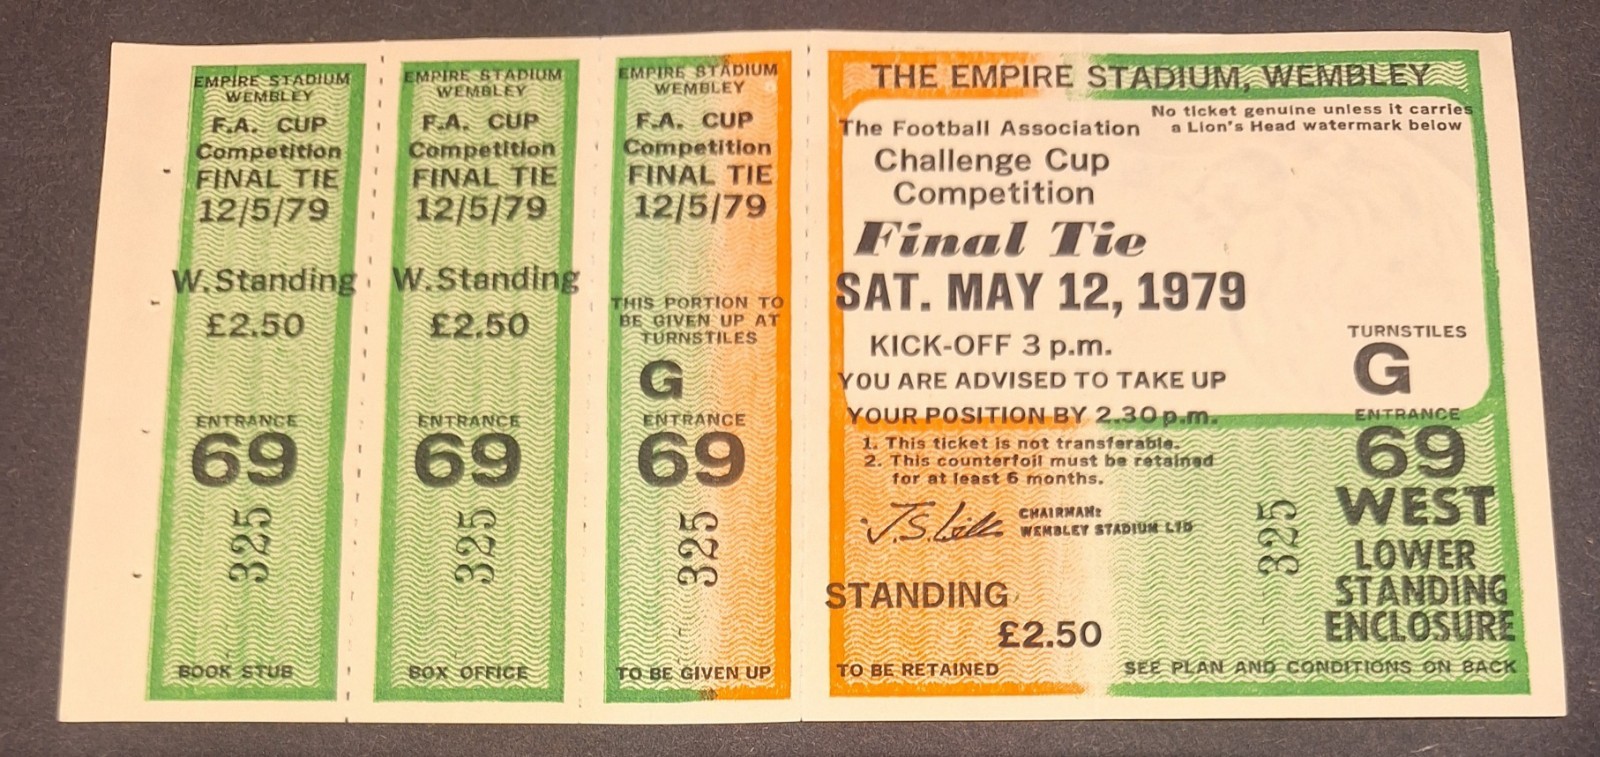 EMPIRE STADIUM
WEMBLEY
F.A. CUP
Competition
FINAL TIE
12/5/79
W.Standing
£2.50
ENTRANCE
69
325
BOOK STUB
EMPIRE STADIUM
WEMBLEY
F.A. CUP
Competition
FINAL TIE
12/5/79
W.Standing
£2.50
ENTRANCE
69
325
BOX OFFICE
EMPIRE STADIUM
WEMBLEY
F.A. CUP
Competition
FINAL TIE
12/5/79
THIS PORTION TO
BE GIVEN UP AT
TURNSTILES
G
ENTRANCE
69
325
TO BE GIVEN UP
THE EMPIRE STADIUM, WEMBLEY
No ticket genuine unless it carries
a Lion's Head watermark below
The Football Association
Challenge Cup
Competition
Final Tie
SAT. MAY 12, 1979
KICK-OFF 3 p.m.
YOU ARE ADVISED TO TAKE UP
YOUR POSITION BY 2.30 p.m.
1. This ticket is not transferable.
2. This counterfoil must be retained
for at least 6 months.
CHAIRMAN:
WEMBLEY STADIUM LTD
STANDING
£2.50
TO BE RETAINED
TURNSTILES
G
ENTRANCE
69
WEST
LOWER
STANDING
ENCLOSURE
325
SEE PLAN AND CONDITIONS ON BACK